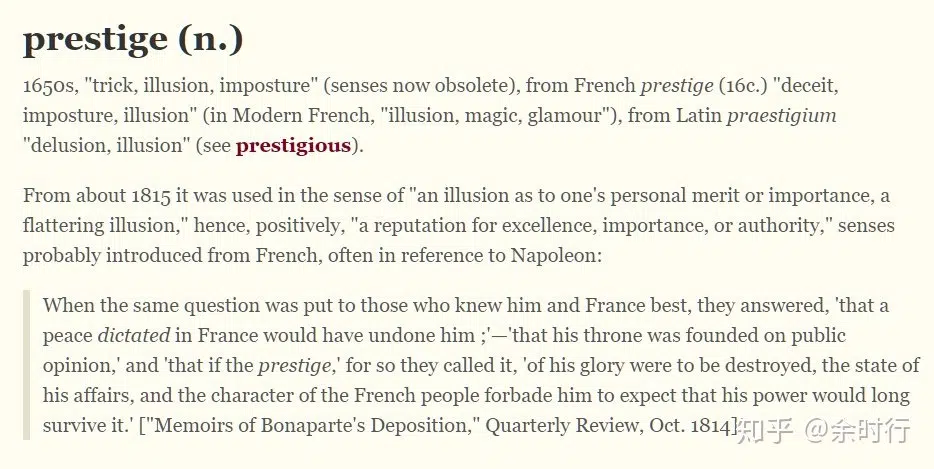 prestige (n.)
1650s, "trick, illusion, imposture" (senses now obsolete), from French prestige (16c.) "deceit,
imposture, illusion" (in Modern French, "illusion, magic, glamour"), from Latin praestigium
"delusion, illusion" (see prestigious).
From about 1815 it was used in the sense of "an illusion as to one's personal merit or importance, a
flattering illusion," hence, positively, "a reputation for excellence, importance, or authority," senses
probably introduced from French, often in reference to Napoleon:
When the same question was put to those who knew him and France best, they answered, 'that a
peace dictated in France would have undone him ;'—'that his throne was founded on public
opinion,' and 'that if the prestige,' for so they called it, 'of his glory were to be destroyed, the state of
his affairs, and the character of the French people forbade him to expect that his power would long
survive it.' ["Memoirs of Bonaparte's Deposition," Quarterly Review, Oct. 1814]
知乎 @余时行